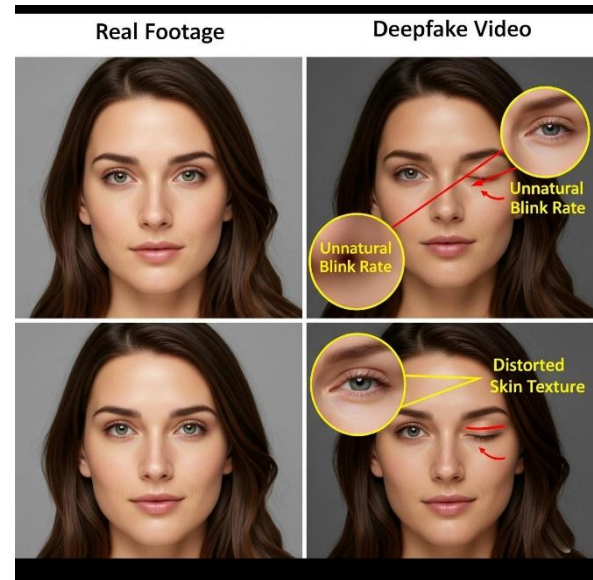 Real Footage
Deepfake Video
Unnatural
Blink Rate
Unnatural
Blink Rate
Distorted
Skin Texture